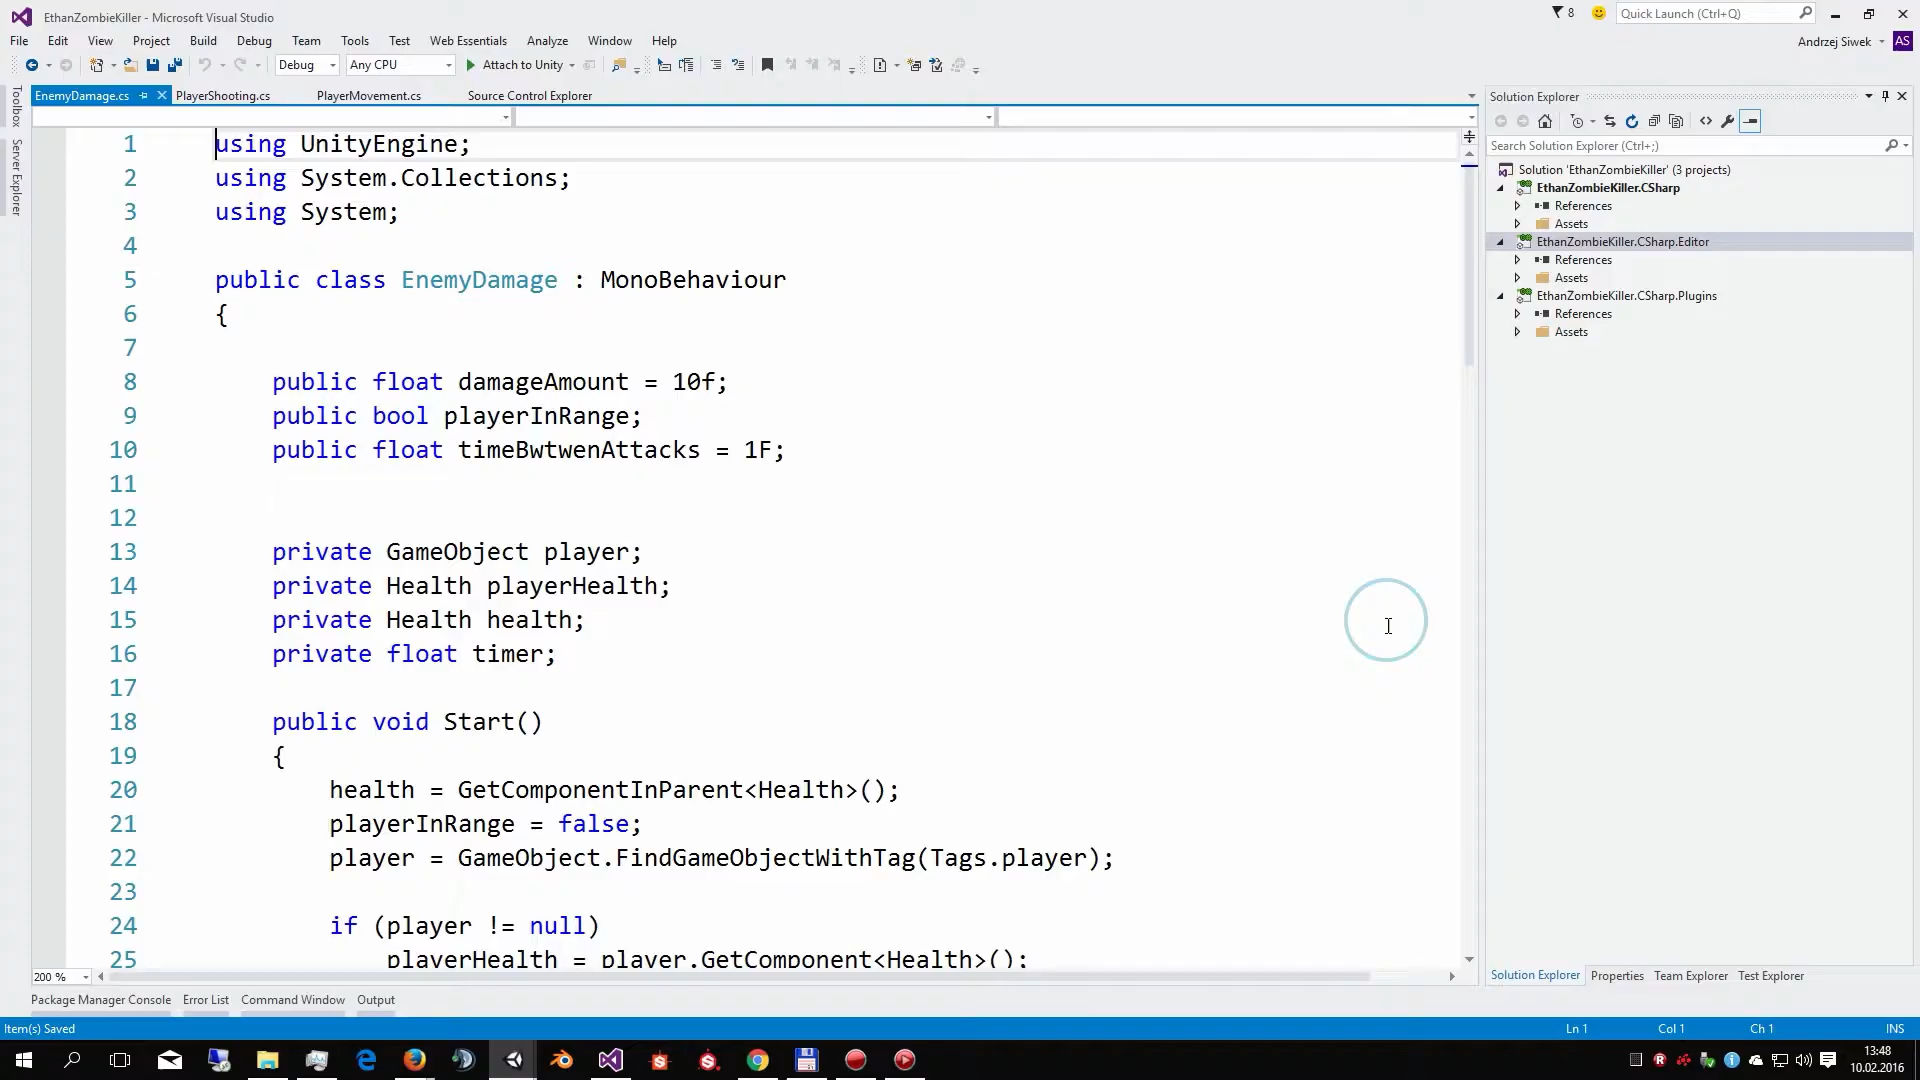 EthanZombieKiller - Microsoft Visual Studio
8
Quick Launch (Ctrl+Q)
File Edit View Project Build Debug Team Tools Test Web Essentials Analyze Window Help
Andrzej Siwek AS
Debug Any CPU Attach to Unity
EnemyDamage.cs PlayerShooting.cs PlayerMovement.cs Source Control Explorer
Toolbox
Server Explorer
1 using UnityEngine;
2 using System.Collections;
3 using System;
4
5 public class EnemyDamage : MonoBehaviour
6 {
7
8 public float damageAmount = 10f;
9 public bool playerInRange;
10 public float timeBwtwenAttacks = 1F;
11
12
13 private GameObject player;
14 private Health playerHealth;
15 private Health health;
16 private float timer;
17
18 public void Start()
19 {
20 health = GetComponentInParent<Health>();
21 playerInRange = false;
22 player = GameObject.FindGameObjectWithTag(Tags.player);
23
24 if (player != null)
25 playerHealth = player.GetComponent<Health>();
200 %
Solution Explorer
Search Solution Explorer (Ctrl+;)
Solution 'EthanZombieKiller' (3 projects)
EthanZombieKiller.CSharp
References
Assets
EthanZombieKiller.CSharp.Editor
References
Assets
EthanZombieKiller.CSharp.Plugins
References
Assets
Solution Explorer Properties Team Explorer Test Explorer
Package Manager Console Error List Command Window Output
Item(s) Saved
Ln 1 Col 1 Ch 1 INS
13:48
10.02.2016